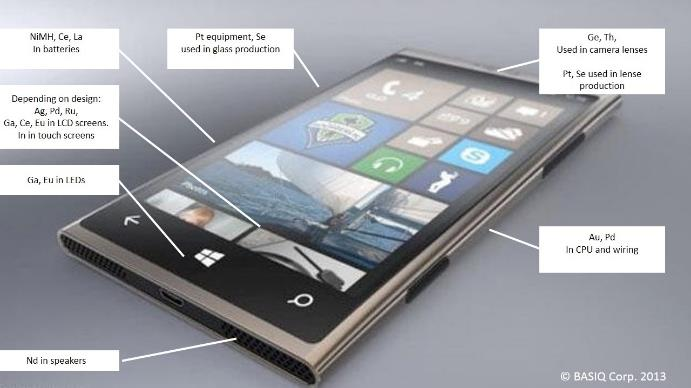 NiMH, Ce, La
In batteries
Pt equipment, Se
used in glass production
Ge, Th,
Used in camera lenses
Pt, Se used in lense
production
Depending on design:
Ag, Pd, Ru,
Ga, Ce, Eu in LCD screens.
In in touch screens
Ga, Eu in LEDs
4
Photos
Au, Pd
In CPU and wiring
Nd in speakers
© BASIQ Corp. 2013